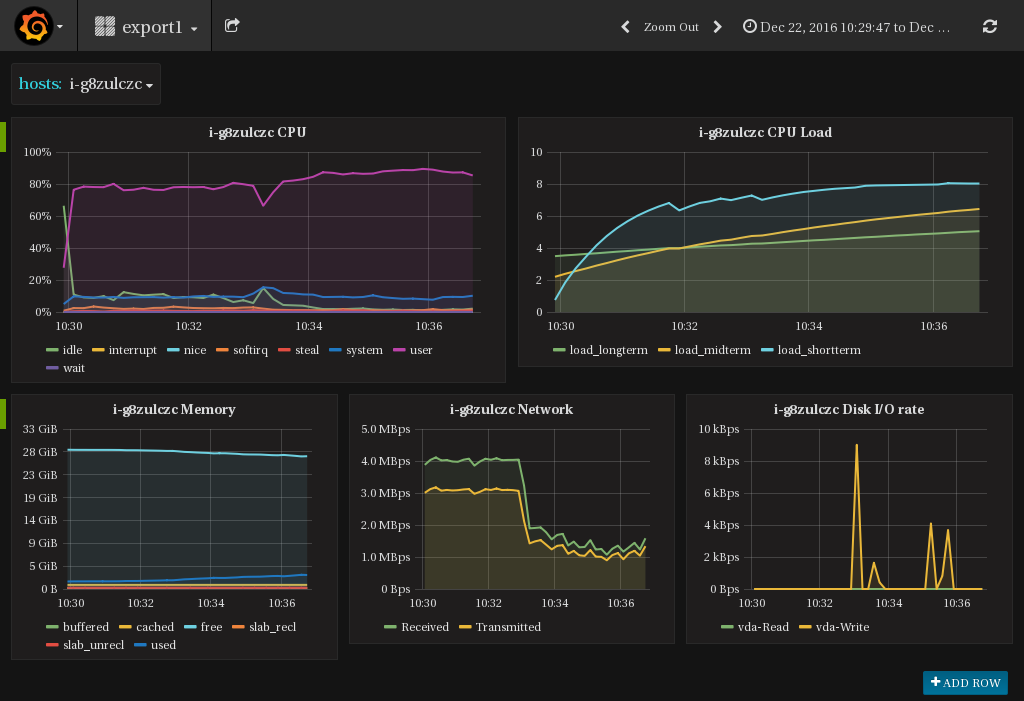 export1
Zoom Out
Dec 22, 2016 10:29:47 to Dec ...
hosts: i-g8zulczc
i-g8zulczc CPU
100%
80%
60%
40%
20%
0%
10:30 10:32 10:34 10:36
idle interrupt nice softirq steal system user
wait
i-g8zulczc CPU Load
10
8
6
4
2
0
10:30 10:32 10:34 10:36
load_longterm load_midterm load_shortterm
i-g8zulczc Memory
33 GiB
28 GiB
23 GiB
19 GiB
14 GiB
9 GiB
5 GiB
0 B
10:30 10:32 10:34 10:36
buffered cached free slab_recl
slab_unrecl used
i-g8zulczc Network
5.0 MBps
4.0 MBps
3.0 MBps
2.0 MBps
1.0 MBps
0 Bps
10:30 10:32 10:34 10:36
Received Transmitted
i-g8zulczc Disk I/O rate
10 kBps
8 kBps
6 kBps
4 kBps
2 kBps
0 Bps
10:30 10:32 10:34 10:36
vda-Read vda-Write
ADD ROW